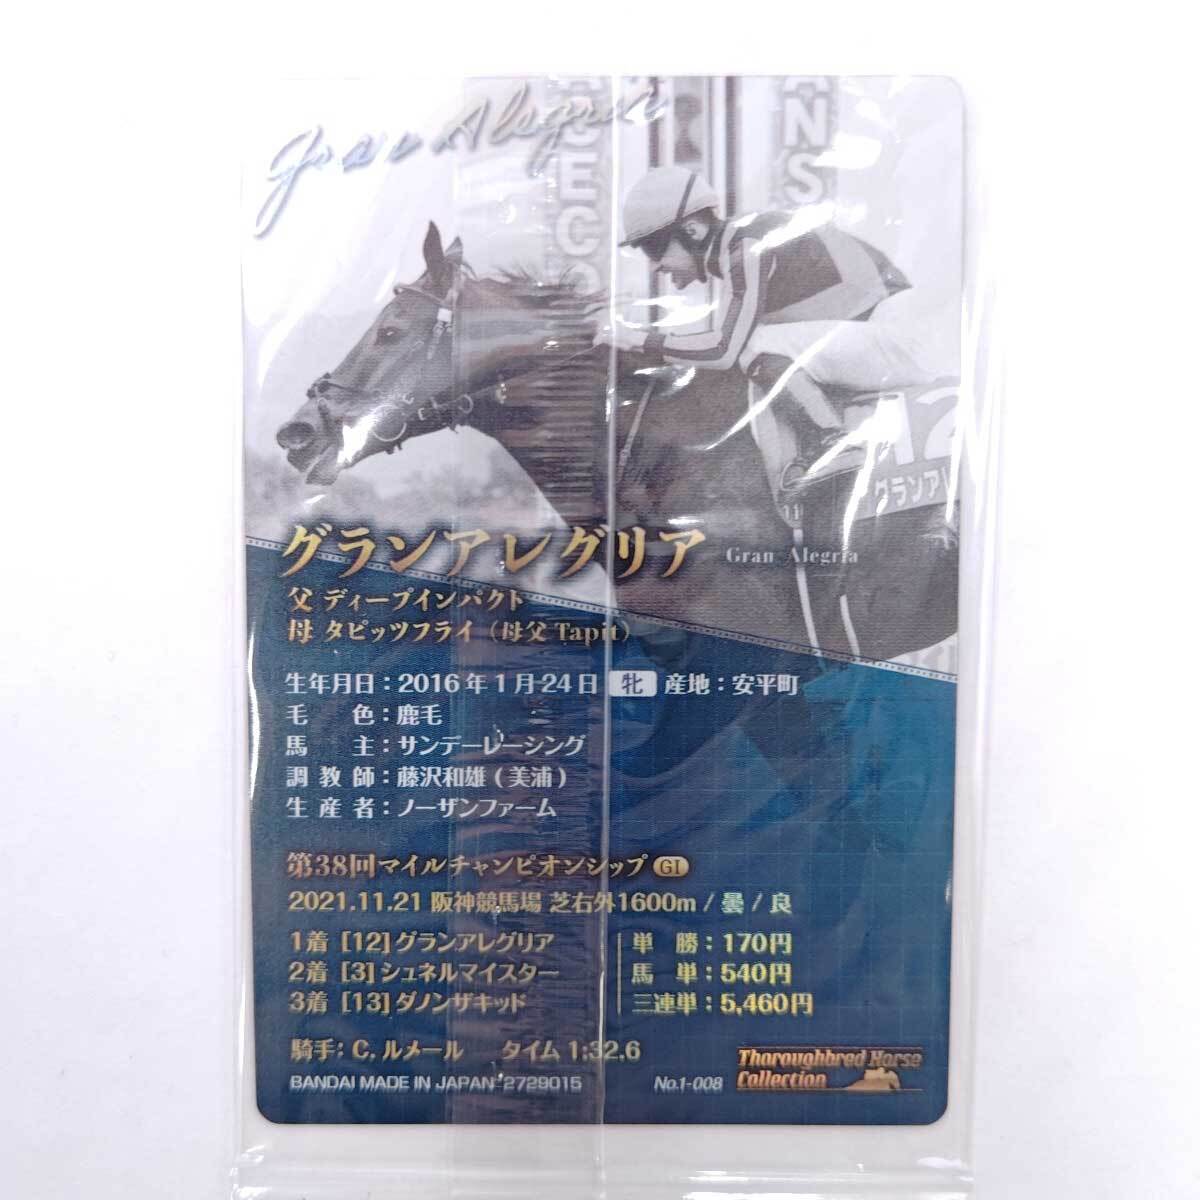 Gran Alegria
ASECO
ANS
12
グランアレ
11
グランアレグリア Gran Alegria
父 ディープインパクト
母 タピッツフライ（母父 Tapit）
生年月日：2016年1月24日 牝 産地：安平町
毛 色：鹿毛
馬 主：サンデーレーシング
調教師：藤沢和雄（美浦）
生産者：ノーザンファーム
第38回マイルチャンピオンシップ GI
2021.11.21 阪神競馬場 芝右外1600m / 曇 / 良
1着 [12] グランアレグリア 単 勝：170円
2着 [3] シュネルマイスター 馬 単：540円
3着 [13] ダノンザキッド 三連単：5,460円
騎手：C.ルメール タイム 1:32.6
BANDAI MADE IN JAPAN 2729015 No.1-008
Thoroughbred Horse
Collection